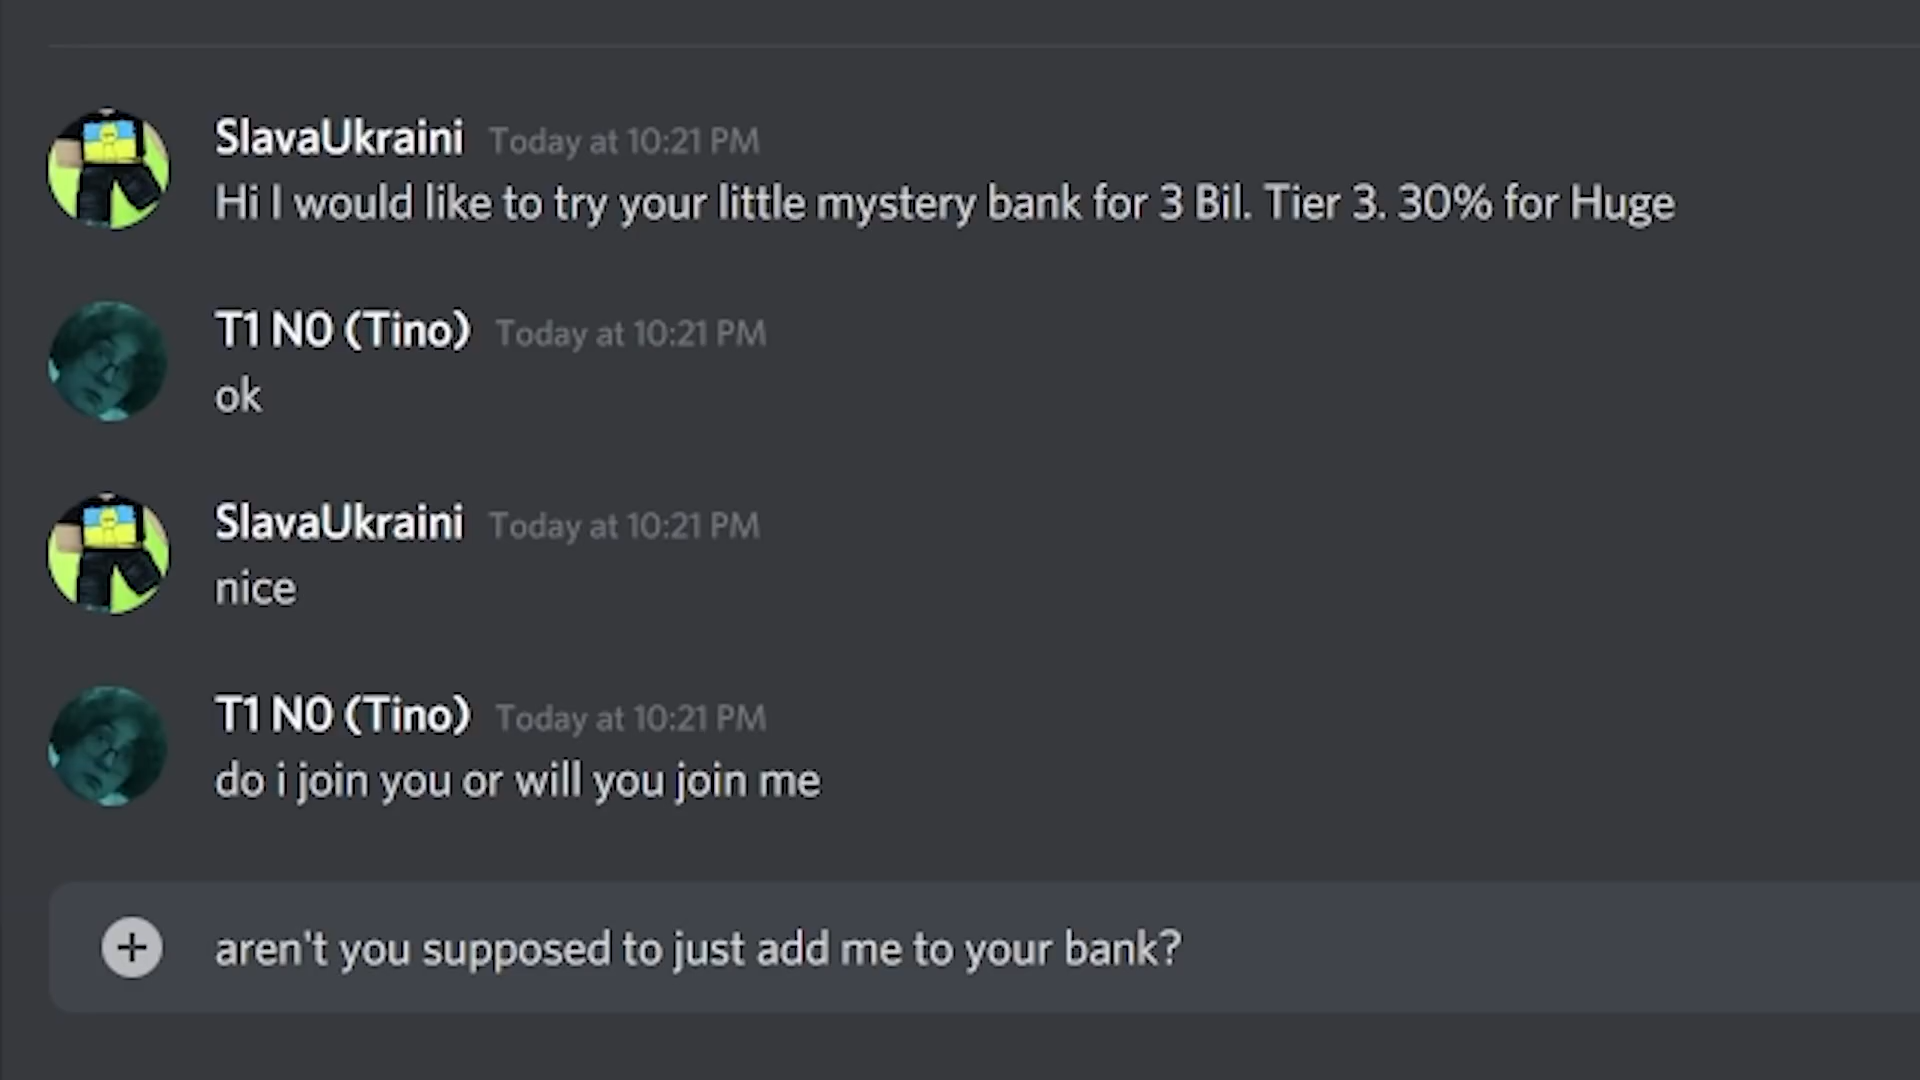 SlavaUkraini Today at 10:21 PM
Hi I would like to try your little mystery bank for 3 Bil. Tier 3. 30% for Huge
T1 N0 (Tino) Today at 10:21 PM
ok
SlavaUkraini Today at 10:21 PM
nice
T1 N0 (Tino) Today at 10:21 PM
do i join you or will you join me
aren't you supposed to just add me to your bank?